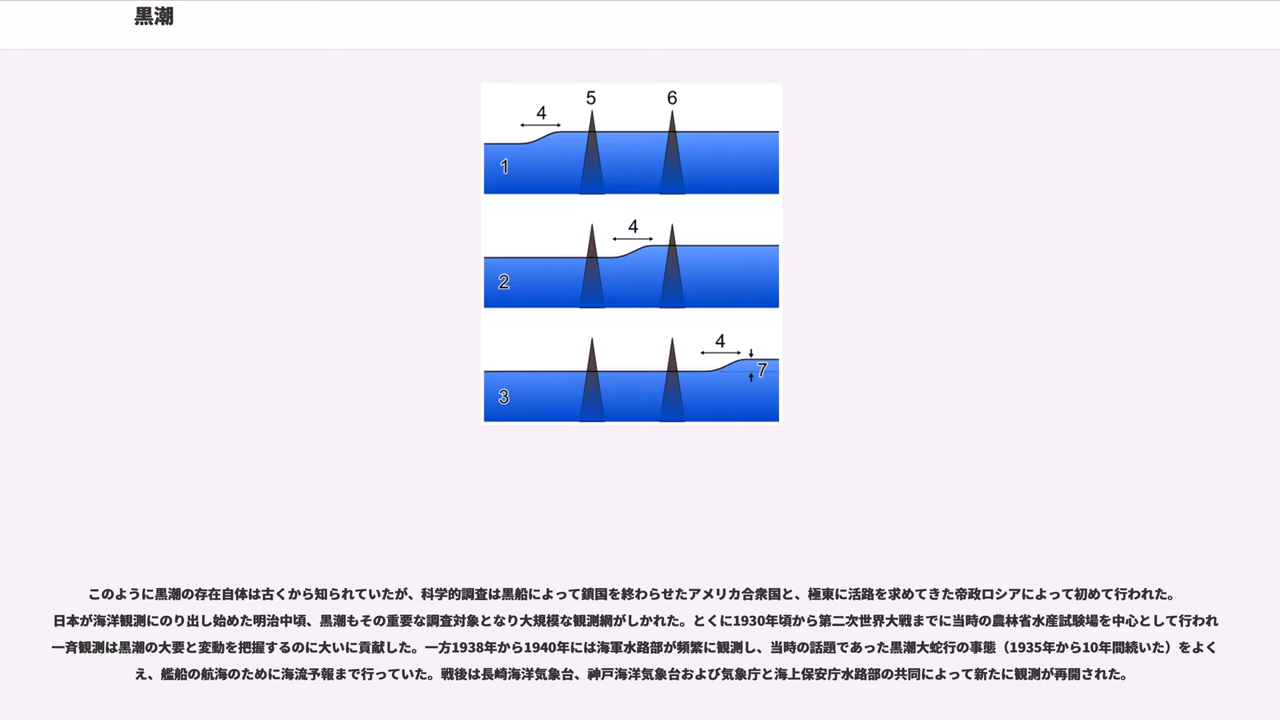 黒潮
5
6
4
1
4
2
4
7
3
このように黒潮の存在自体は古くから知られていたが、科学的調査は黒船によって鎖国を終わらせたアメリカ合衆国と、極東に活路を求めてきた帝政ロシアによって初めて行われた。
日本が海洋観測にのり出し始めた明治中頃、黒潮もその重要な調査対象となり大規模な観測網がしかれた。とくに1930年頃から第二次世界大戦までに当時の農林省水産試験場を中心として行われ
一斉観測は黒潮の大要と変動を把握するのに大いに貢献した。一方1938年から1940年には海軍水路部が頻繁に観測し、当時の話題であった黒潮大蛇行の事態（1935年から10年間続いた）をよく
え、艦船の航海のために海流予報まで行っていた。戦後は長崎海洋気象台、神戸海洋気象台および気象庁と海上保安庁水路部の共同によって新たに観測が再開された。